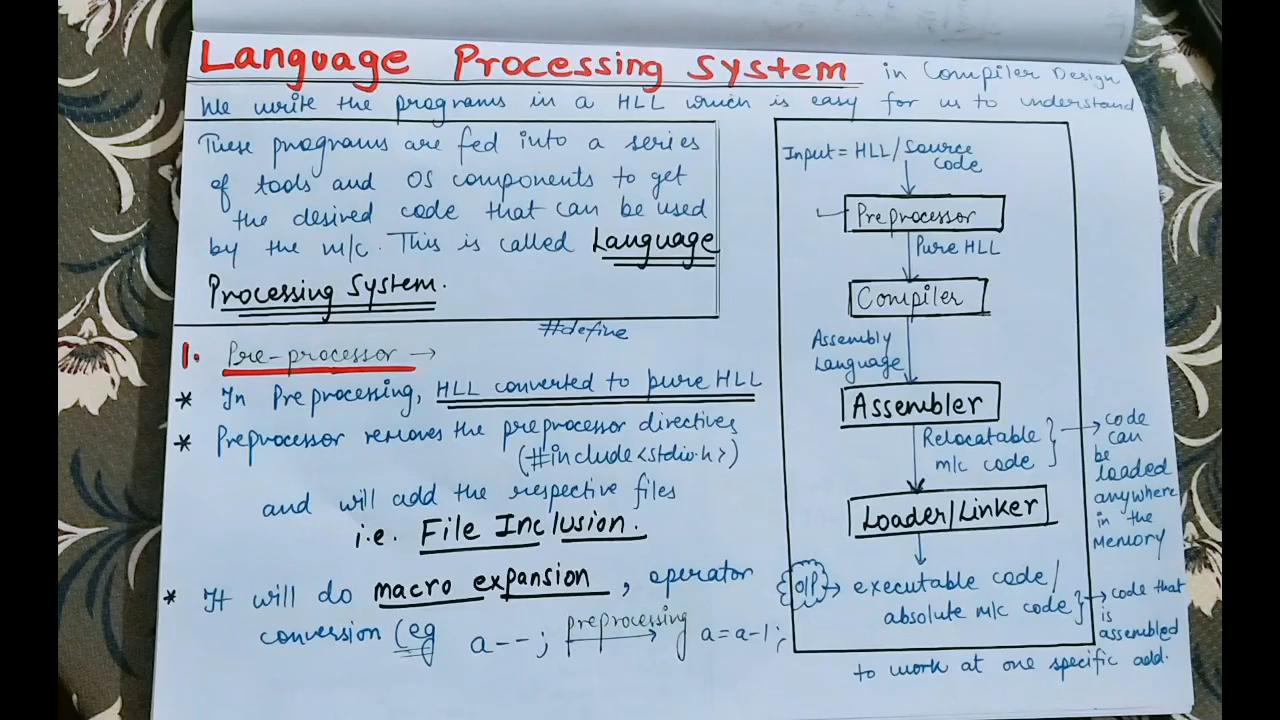 Language Processing System in Compiler Design
We write the programs in a HLL which is easy for us to understand
These programs are fed into a series
of tools and OS components to get
the desired code that can be used
by the m/c. This is called Language
Processing System.
#define
1. Pre-processor →
* In Preprocessing, HLL converted to pure HLL
* Preprocessor removes the preprocessor directives
(#include<stdio.h>)
and will add the respective files
i.e. File Inclusion.
* It will do macro expansion, operator
conversion (eg a--; preprocessing→ a=a-1;
Input = HLL/Source
Code
Preprocessor
Pure HLL
Compiler
Assembly
Language
Assembler
Relocatable
m/c code
→ code
can
be
loaded
anywhere
in the
Memory
Loader/Linker
O/P → executable code/
absolute m/c code
→ code that
is
assembled
to work at one specific add.